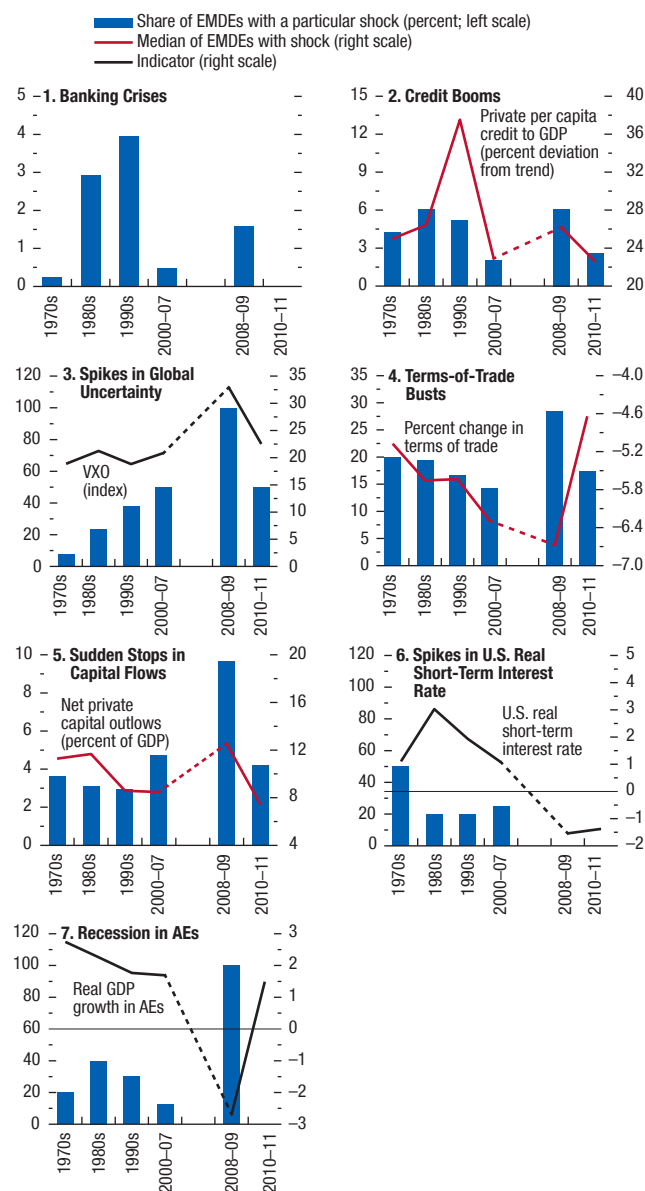 Share of EMDEs with a particular shock (percent; left scale)
Median of EMDEs with shock (right scale)
Indicator (right scale)
1. Banking Crises
5
4
3
2
1
0
1970s
1980s
1990s
2000–07
2008–09
2010–11
2. Credit Booms
Private per capita
credit to GDP
(percent deviation
from trend)
15
12
9
6
3
0
40
36
32
28
24
20
1970s
1980s
1990s
2000–07
2008–09
2010–11
3. Spikes in Global
Uncertainty
VXO
(index)
120
100
80
60
40
20
0
35
30
25
20
15
10
5
0
1970s
1980s
1990s
2000–07
2008–09
2010–11
4. Terms-of-Trade
Busts
Percent change in
terms of trade
35
30
25
20
15
10
5
0
–4.0
–4.6
–5.2
–5.8
–6.4
–7.0
1970s
1980s
1990s
2000–07
2008–09
2010–11
5. Sudden Stops in
Capital Flows
Net private
capital outlows
(percent of GDP)
10
8
6
4
2
0
20
16
12
8
4
1970s
1980s
1990s
2000–07
2008–09
2010–11
6. Spikes in U.S. Real
Short-Term Interest
Rate
U.S. real
short-term
interest rate
120
100
80
60
40
20
0
5
4
3
2
1
0
–1
–2
1970s
1980s
1990s
2000–07
2008–09
2010–11
7. Recession in AEs
Real GDP
growth in AEs
120
100
80
60
40
20
0
3
2
1
0
–1
–2
–3
1970s
1980s
1990s
2000–07
2008–09
2010–11